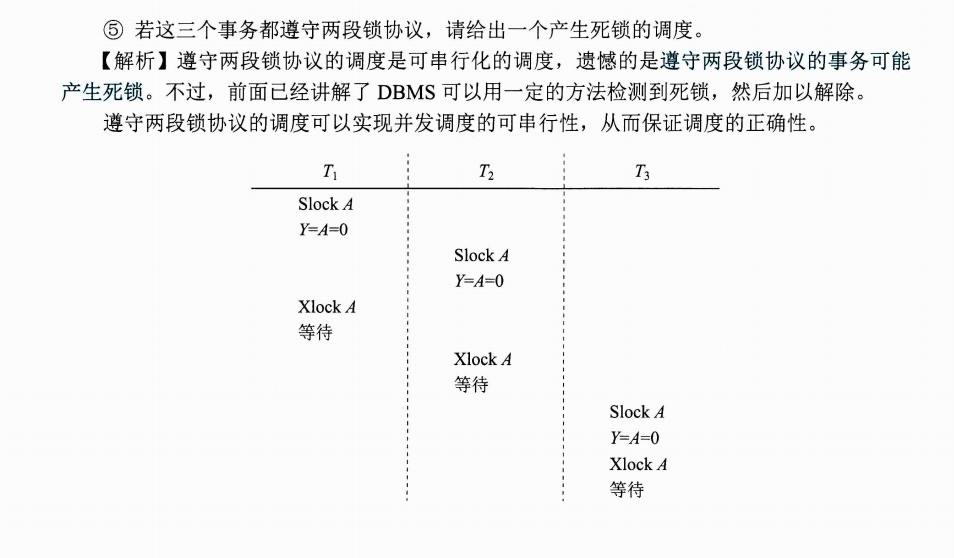 ⑤ 若这三个事务都遵守两段锁协议，请给出一个产生死锁的调度。
【解析】遵守两段锁协议的调度是可串行化的调度，遗憾的是遵守两段锁协议的事务可能
产生死锁。不过，前面已经讲解了 DBMS 可以用一定的方法检测到死锁，然后加以解除。
遵守两段锁协议的调度可以实现并发调度的可串行性，从而保证调度的正确性。
T₁ T₂ T₃
Slock A
Y=A=0
Slock A
Y=A=0
Xlock A
等待
Xlock A
等待
Slock A
Y=A=0
Xlock A
等待